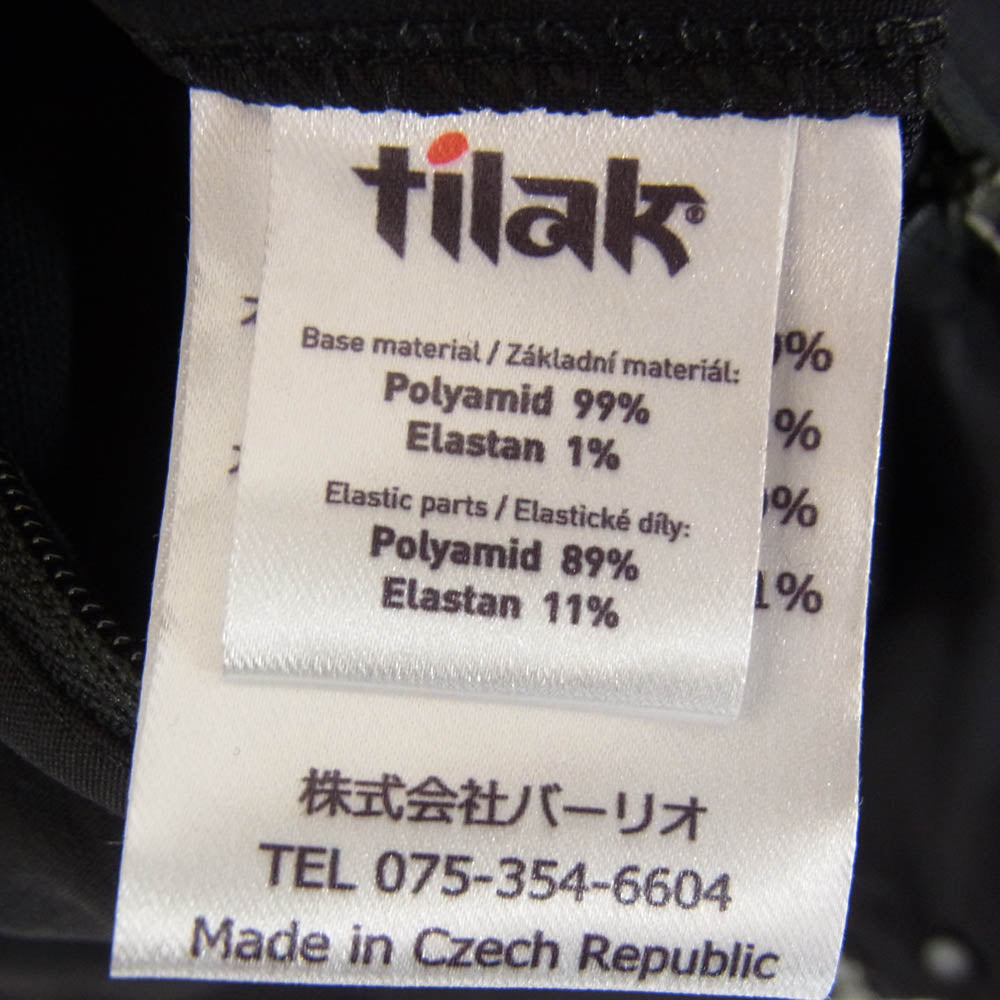 tilak®
Base material / Základní materiál:
Polyamid 99%
Elastan 1%
Elastic parts / Elastické díly:
Polyamid 89%
Elastan 11%
%
%
%
1%
株式会社バーリオ
TEL 075-354-6604
Made in Czech Republic